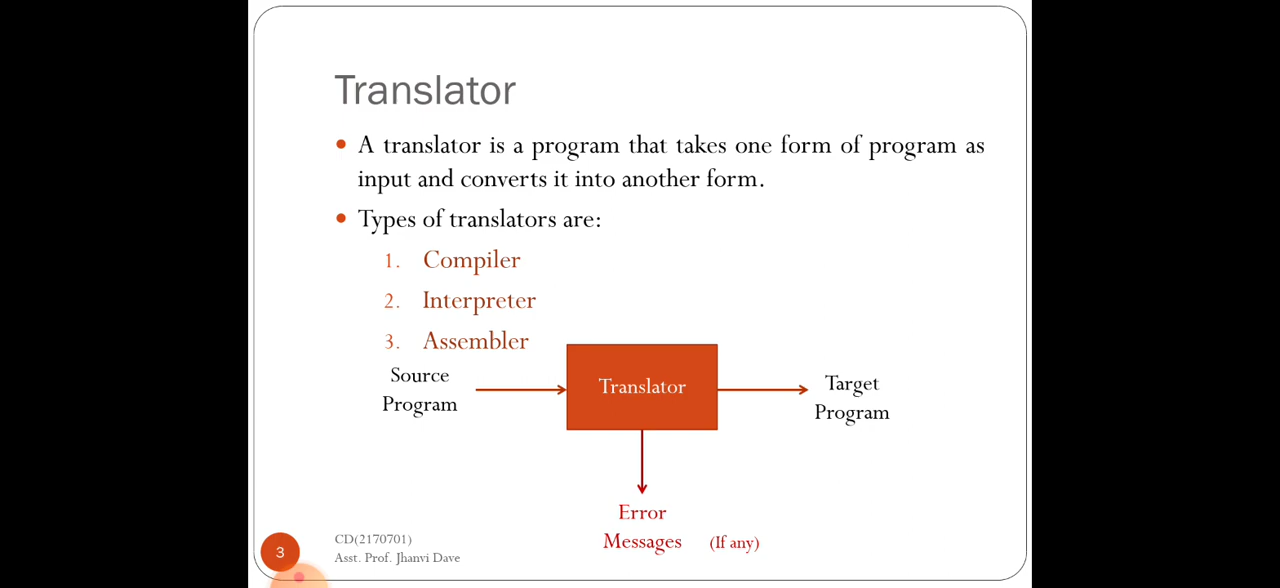 Translator
• A translator is a program that takes one form of program as
input and converts it into another form.
• Types of translators are:
1. Compiler
2. Interpreter
3. Assembler
Source
Program
Translator
Target
Program
Error
Messages (If any)
3
CD(2170701)
Asst. Prof. Jhanvi Dave